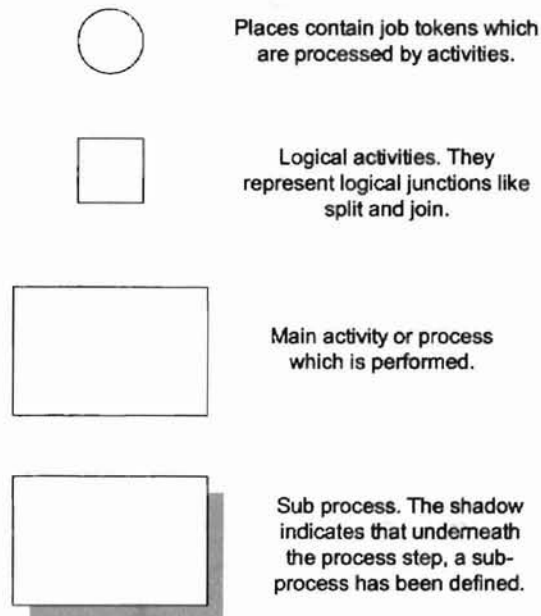 Places contain job tokens which
are processed by activities.
Logical activities. They
represent logical junctions like
split and join.
Main activity or process
which is performed.
Sub process. The shadow
indicates that underneath
the process step, a sub-
process has been defined.